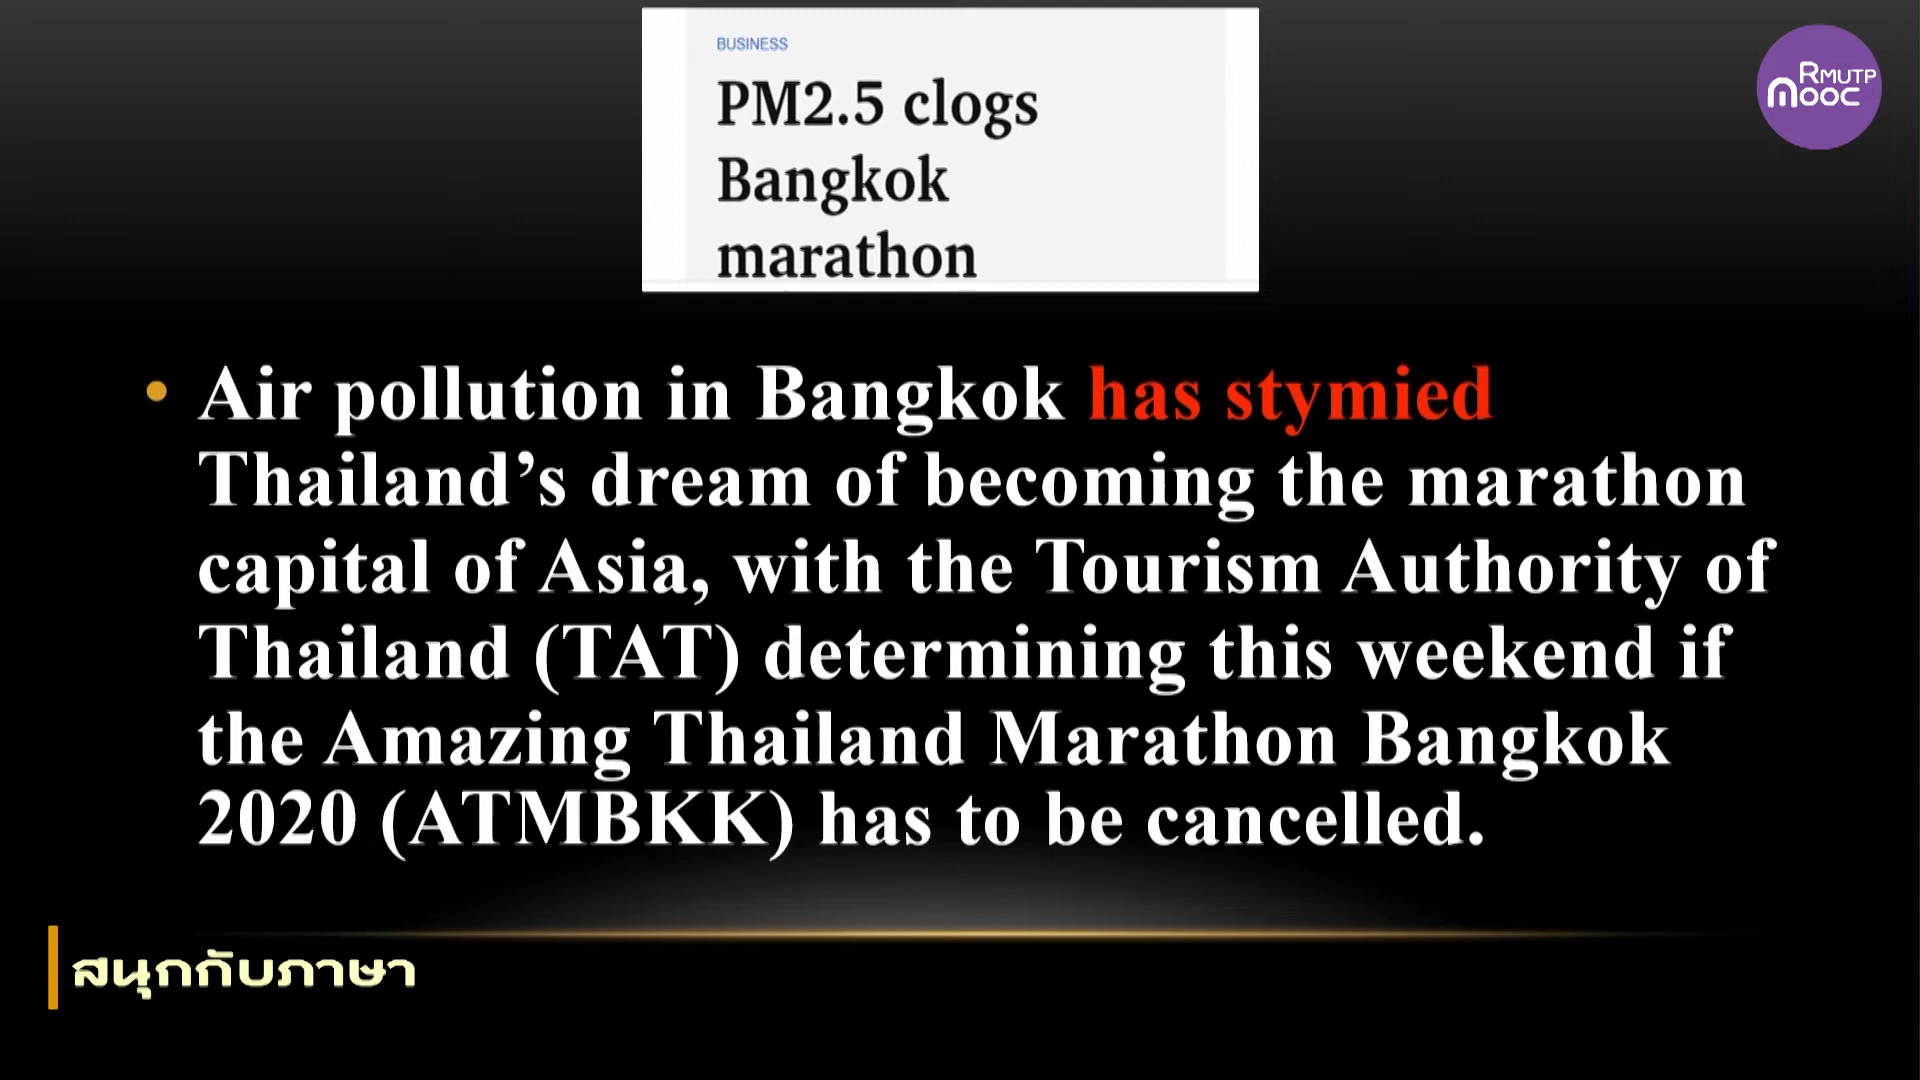 BUSINESS
PM2.5 clogs
Bangkok
marathon
RMUTP
MOOC
• Air pollution in Bangkok has stymied
Thailand’s dream of becoming the marathon
capital of Asia, with the Tourism Authority of
Thailand (TAT) determining this weekend if
the Amazing Thailand Marathon Bangkok
2020 (ATMBKK) has to be cancelled.
สนุกกับภาษา